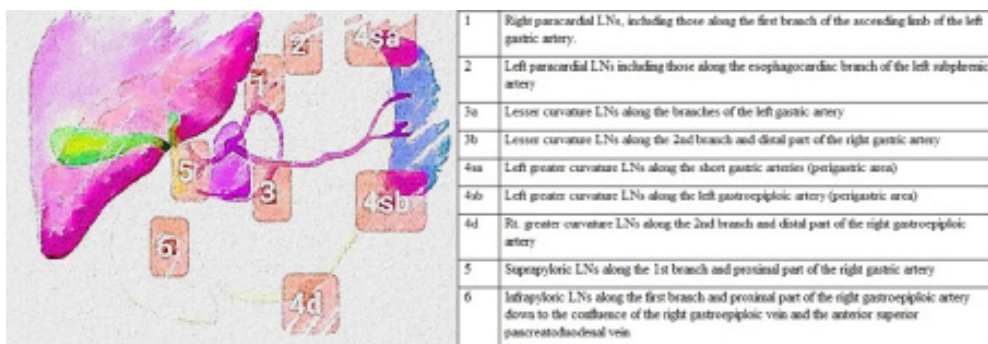 2
4sa
1
5
3
4sb
6
4d
1 Right paracardial LNs, including those along the first branch of the ascending limb of the left
gastric artery.
2 Left paracardial LNs including those along the esophagocardiac branch of the left subphrenic
artery
3a Lesser curvature LNs along the branches of the left gastric artery
3b Lesser curvature LNs along the 2nd branch and distal part of the right gastric artery
4sa Left greater curvature LNs along the short gastric arteries (perigastric area)
4sb Left greater curvature LNs along the left gastroepiploic artery (perigastric area)
4d Rt. greater curvature LNs along the 2nd branch and distal part of the right gastroepiploic
artery
5 Suprapyloric LNs along the 1st branch and proximal part of the right gastric artery
6 Infrapyloric LNs along the first branch and proximal part of the right gastroepiploic artery
down to the confluence of the right gastroepiploic vein and the anterior superior
pancreatoduodenal vein